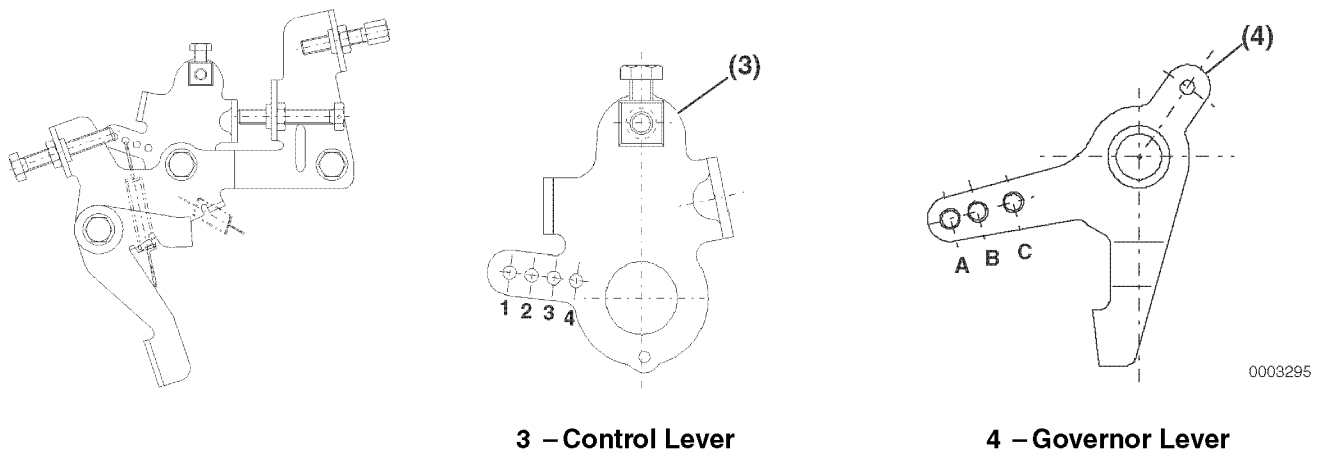 (3)
(4)
1 2 3 4
A B C
0003295
3 – Control Lever
4 – Governor Lever